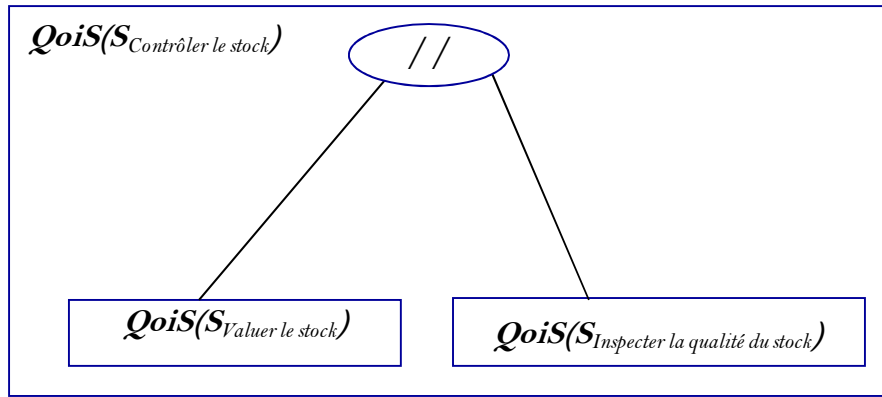 QoiS(SContrôler le stock)
//
QoiS(SValuer le stock)
QoiS(SInspecter la qualité du stock)